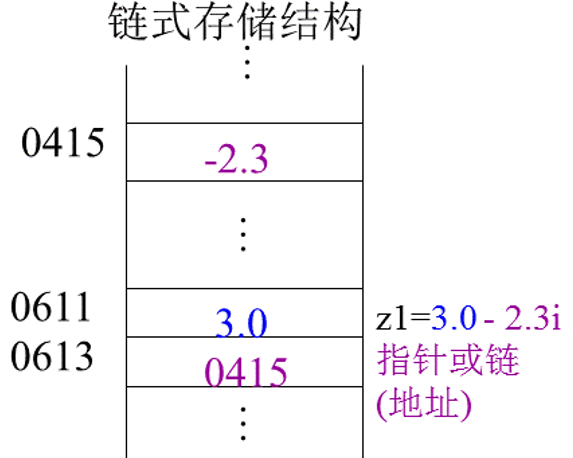 链式存储结构
⋮
0415 -2.3
⋮
0611 3.0 z1=3.0 - 2.3i
0613 0415 指针或链
(地址)
⋮